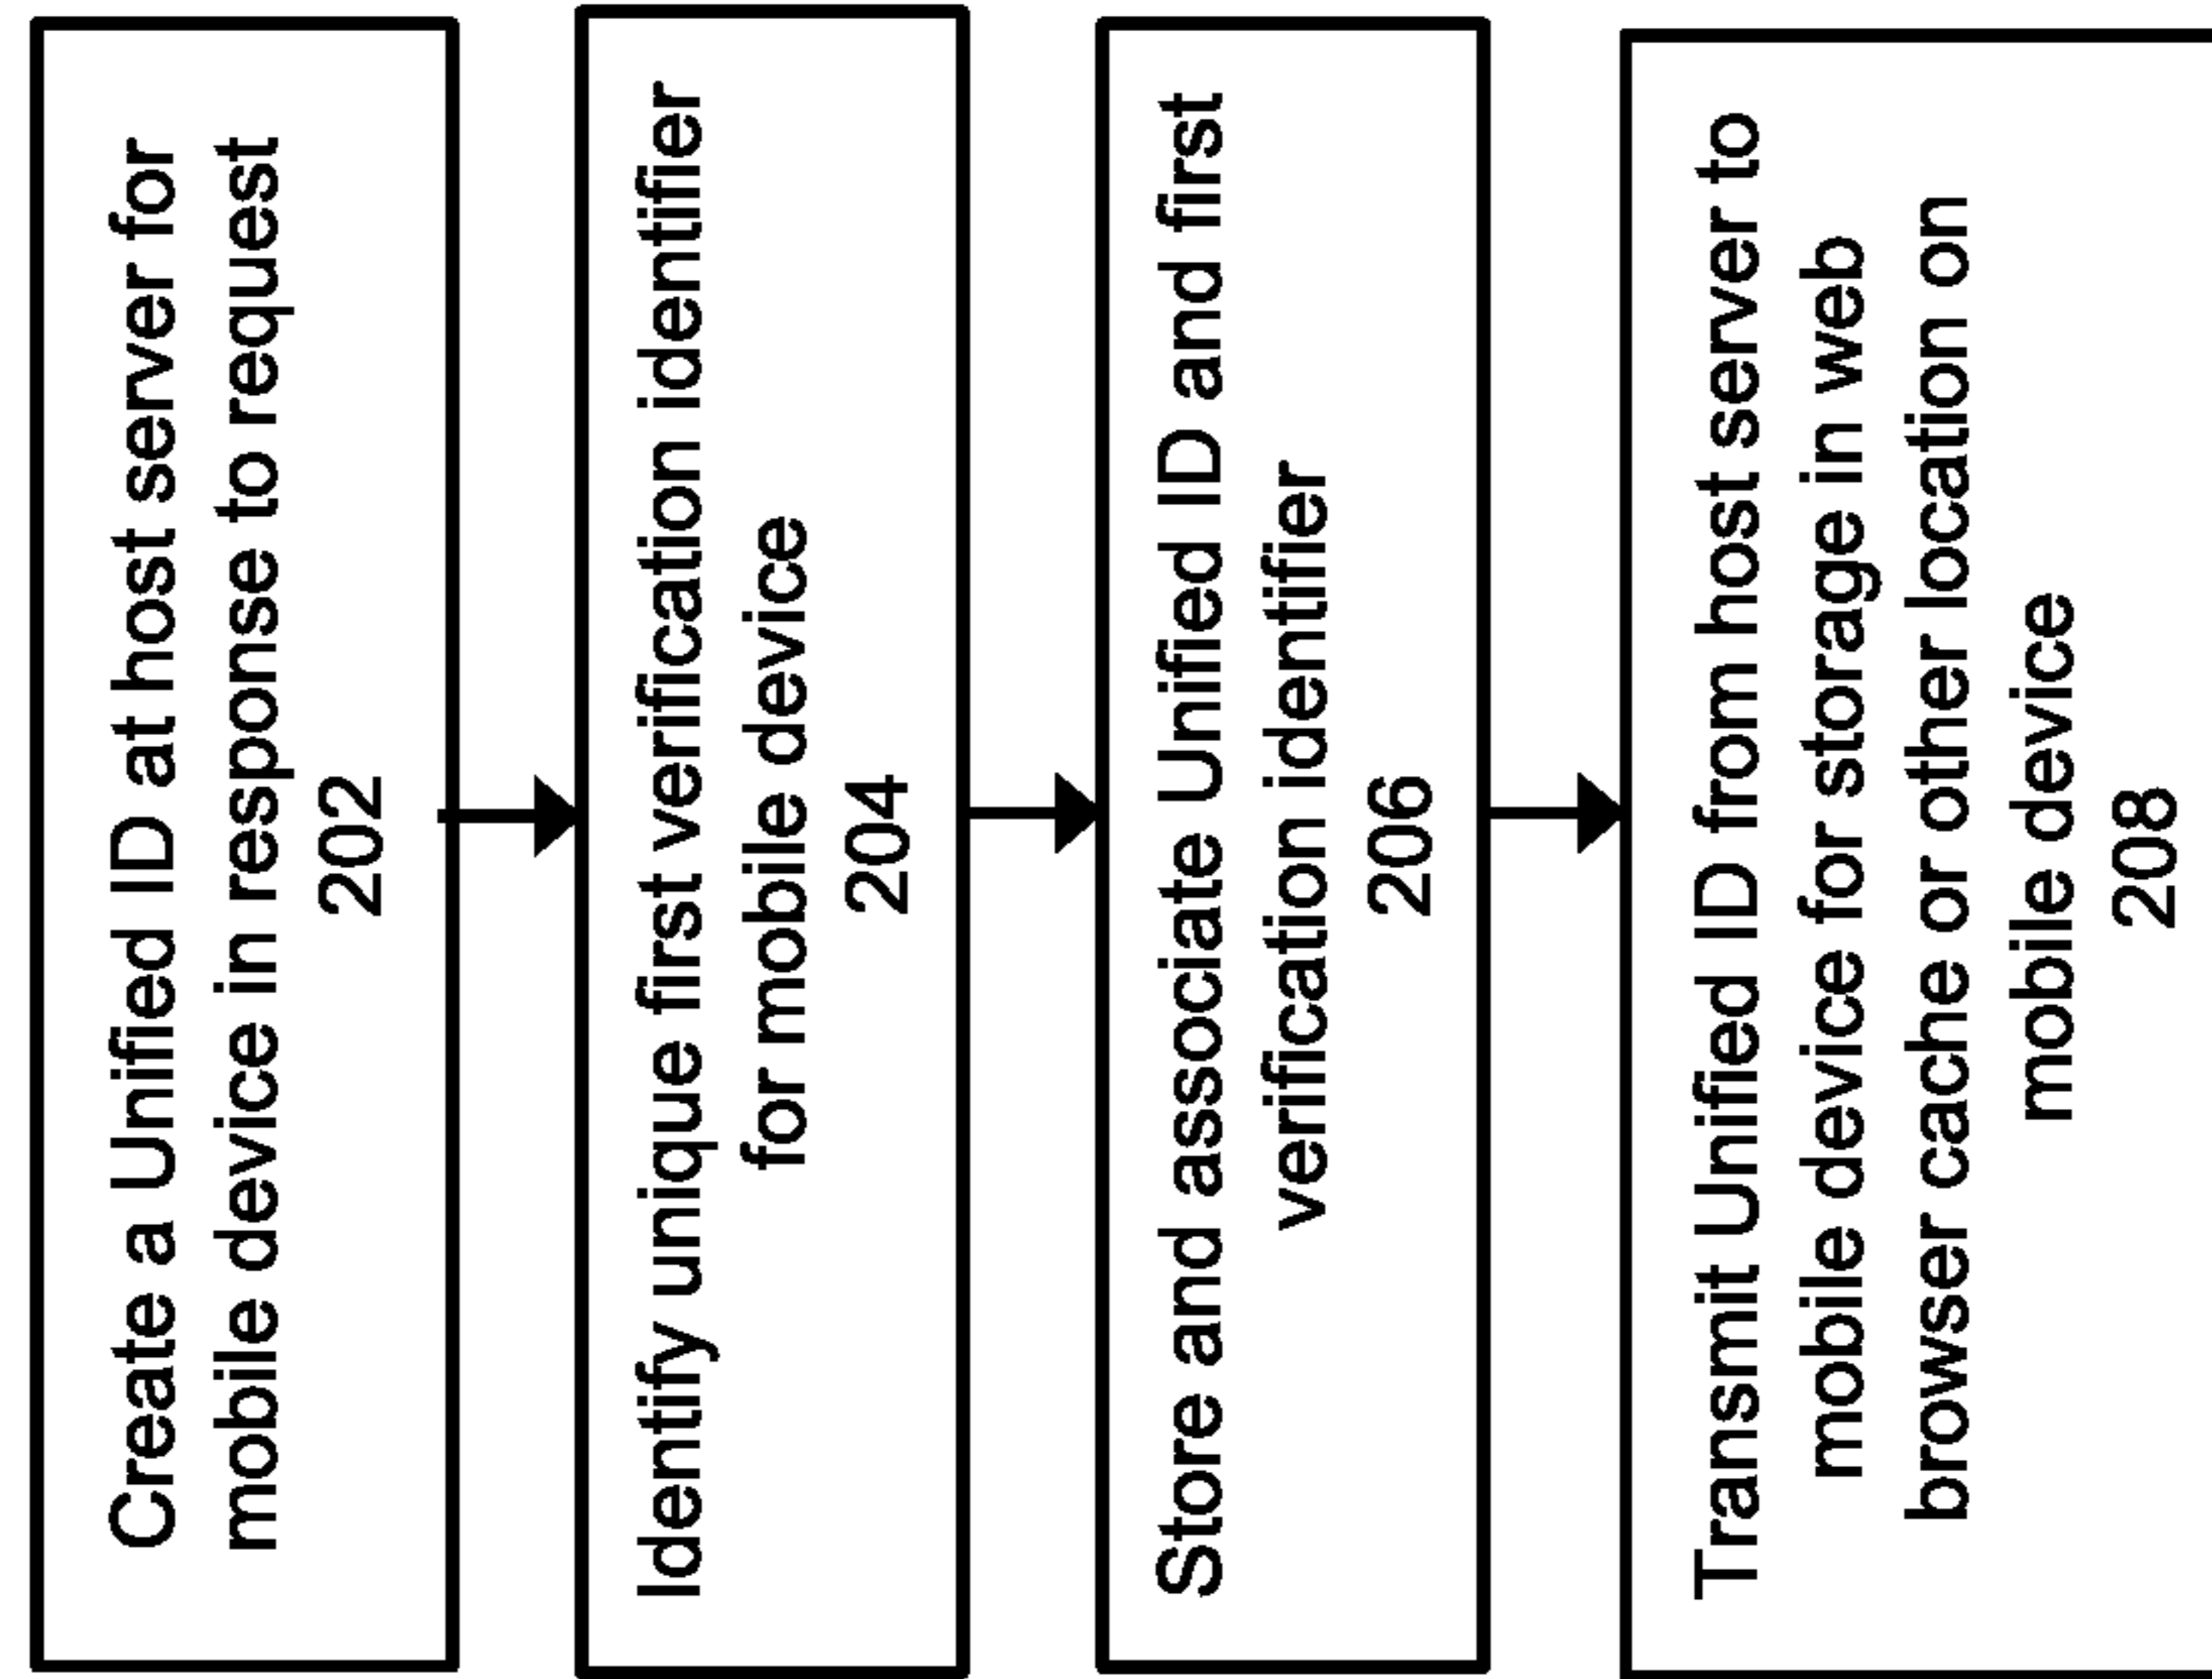 Create a Unified ID at host server for
mobile device in response to request
202
Identify unique first verification identifier
for mobile device
204
Store and associate Unified ID and first
verification identifier
206
Transmit Unified ID from host server to
mobile device for storage in web
browser cache or other location on
mobile device
208